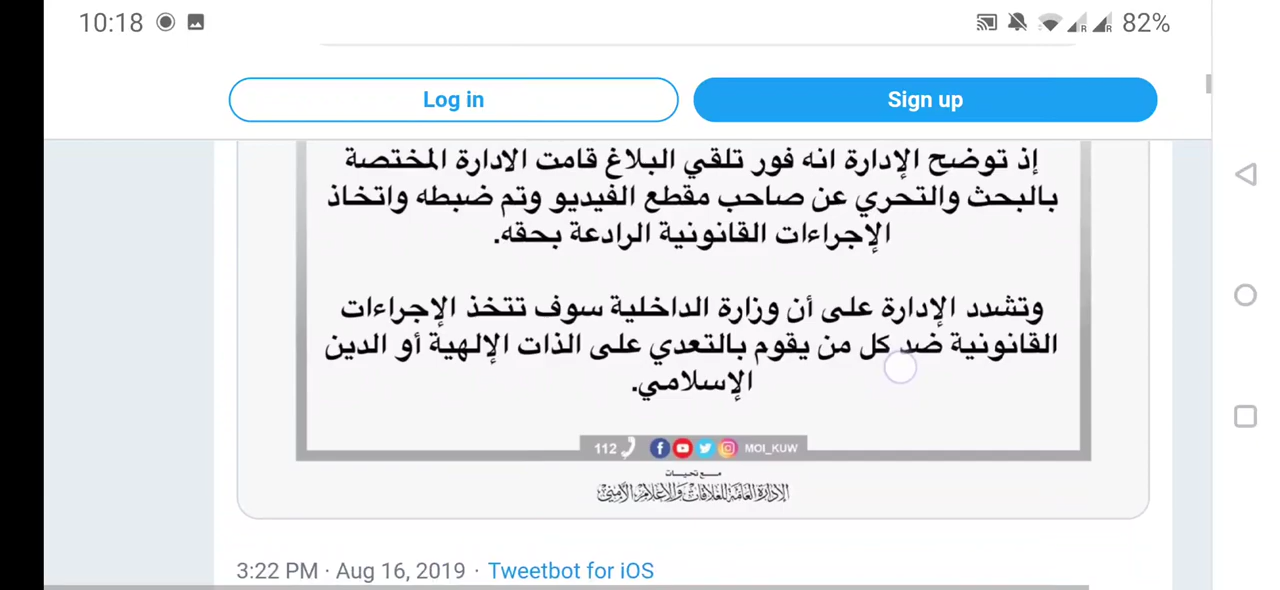 10:18
82%
Log in
Sign up
إذ توضح الإدارة انه فور تلقي البلاغ قامت الادارة المختصة
بالبحث والتحري عن صاحب مقطع الفيديو وتم ضبطه واتخاذ
الإجراءات القانونية الرادعة بحقه.
وتشدد الإدارة على أن وزارة الداخلية سوف تتخذ الإجراءات
القانونية ضد كل من يقوم بالتعدي على الذات الإلهية أو الدين
الإسلامي.
112 MOI_KUW
مـــع تحيـــات
الإدارة العامة للعلاقات والإعلام الأمني
3:22 PM · Aug 16, 2019 · Tweetbot for iOS